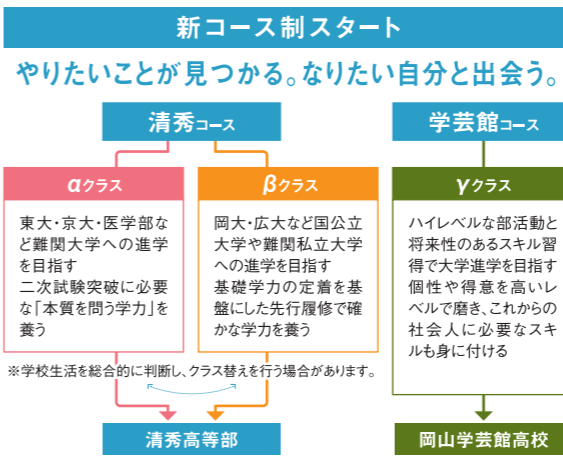 新コース制スタート
やりたいことが見つかる。なりたい自分と出会う。
清秀コース
学芸館コース
αクラス
東大・京大・医学部な
ど難関大学への進学
を目指す
二次試験突破に必要
な「本質を問う学力」を
養う
βクラス
岡大・広大など国公立
大学や難関私立大学
への進学を目指す
基礎学力の定着を基
盤にした先行履修で確
かな学力を養う
γクラス
ハイレベルな部活動と
将来性のあるスキル習
得で大学進学を目指す
個性や得意を高いレ
ベルで磨き、これからの
社会人に必要なスキ
ルも身に付ける
※学校生活を総合的に判断し、クラス替えを行う場合があります。
清秀高等部
岡山学芸館高校